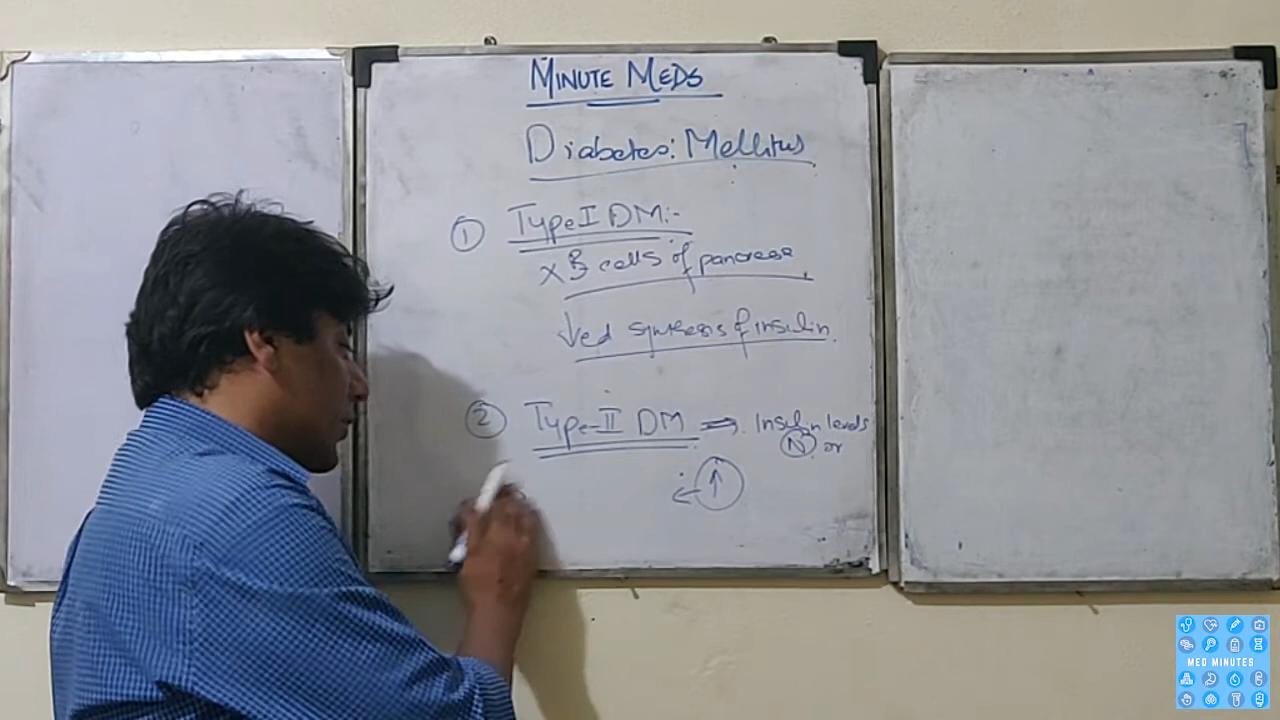 MINUTE MEDS
Diabetes: Mellitus
① Type I DM:-
x B cells of pancrease
↓ed synthesis of insulin
② Type-II DM ⇒ Insulin levels
Ⓝ or
← ↑
MED MINUTES